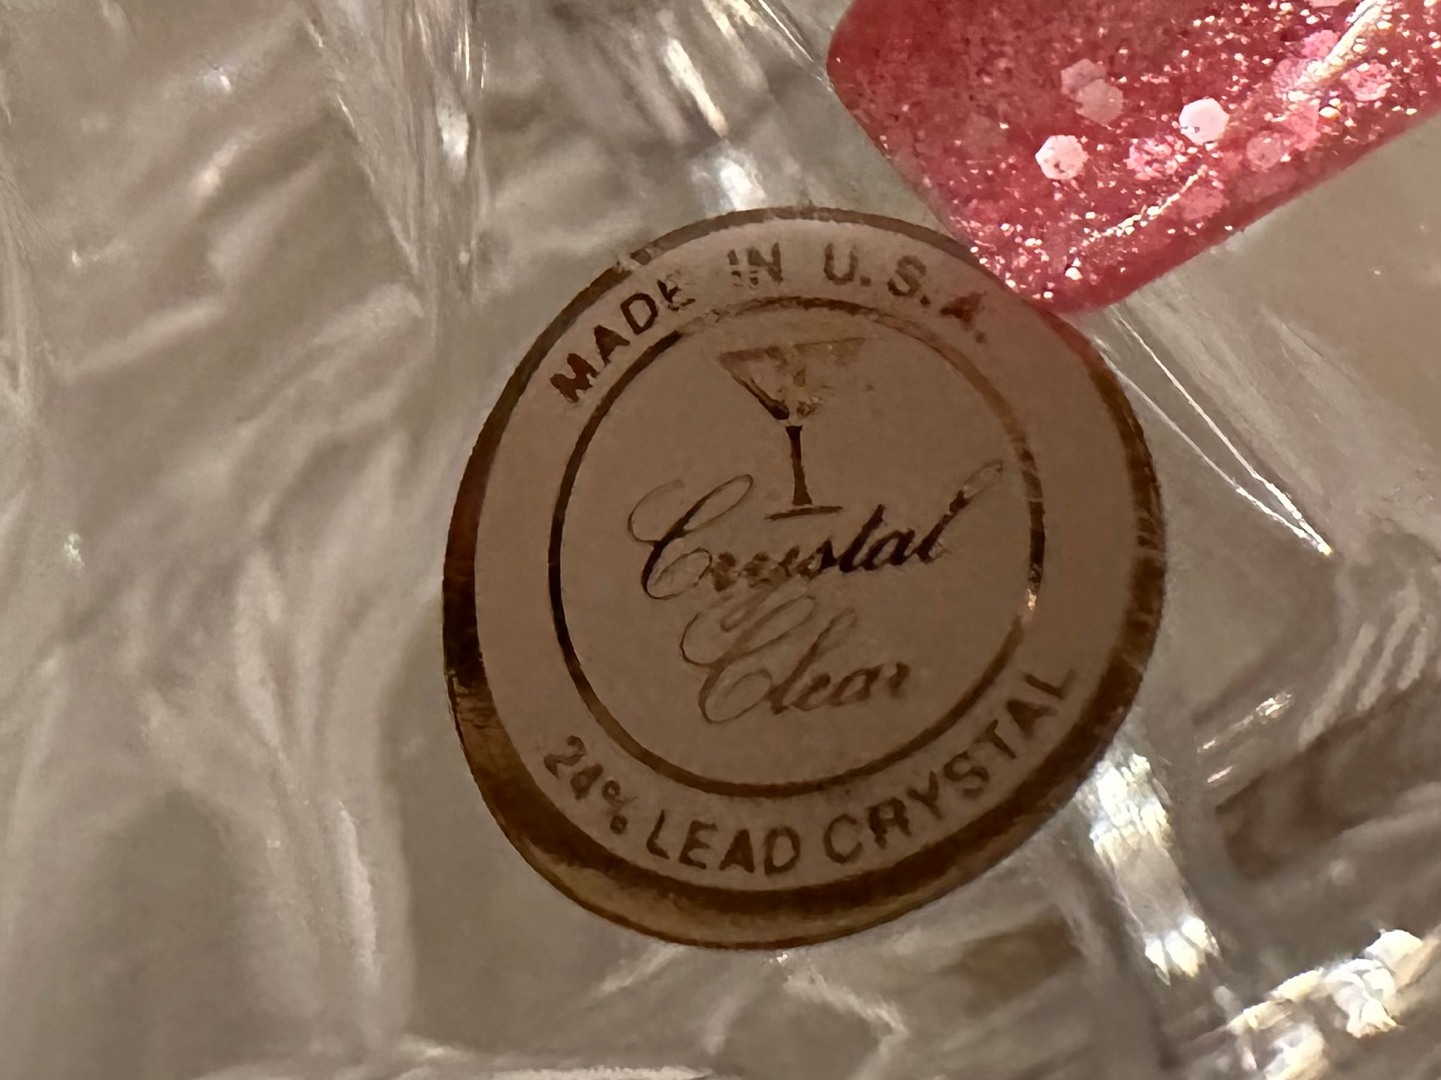 MADE IN U.S.A.
Crystal
Clear
24% LEAD CRYSTAL